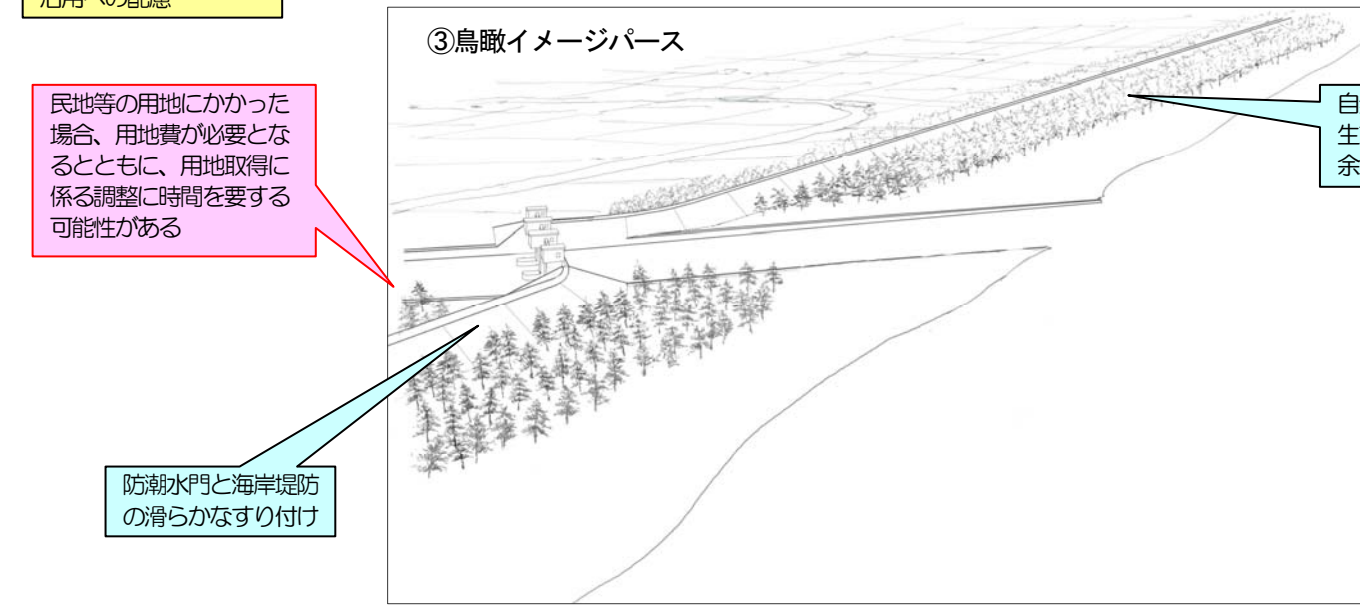 ③鳥瞰イメージパース
民地等の用地にかかった
場合、用地費が必要とな
るとともに、用地取得に
係る調整に時間を要する
可能性がある
自
生
余
防潮水門と海岸堤防
の滑らかなすり付け